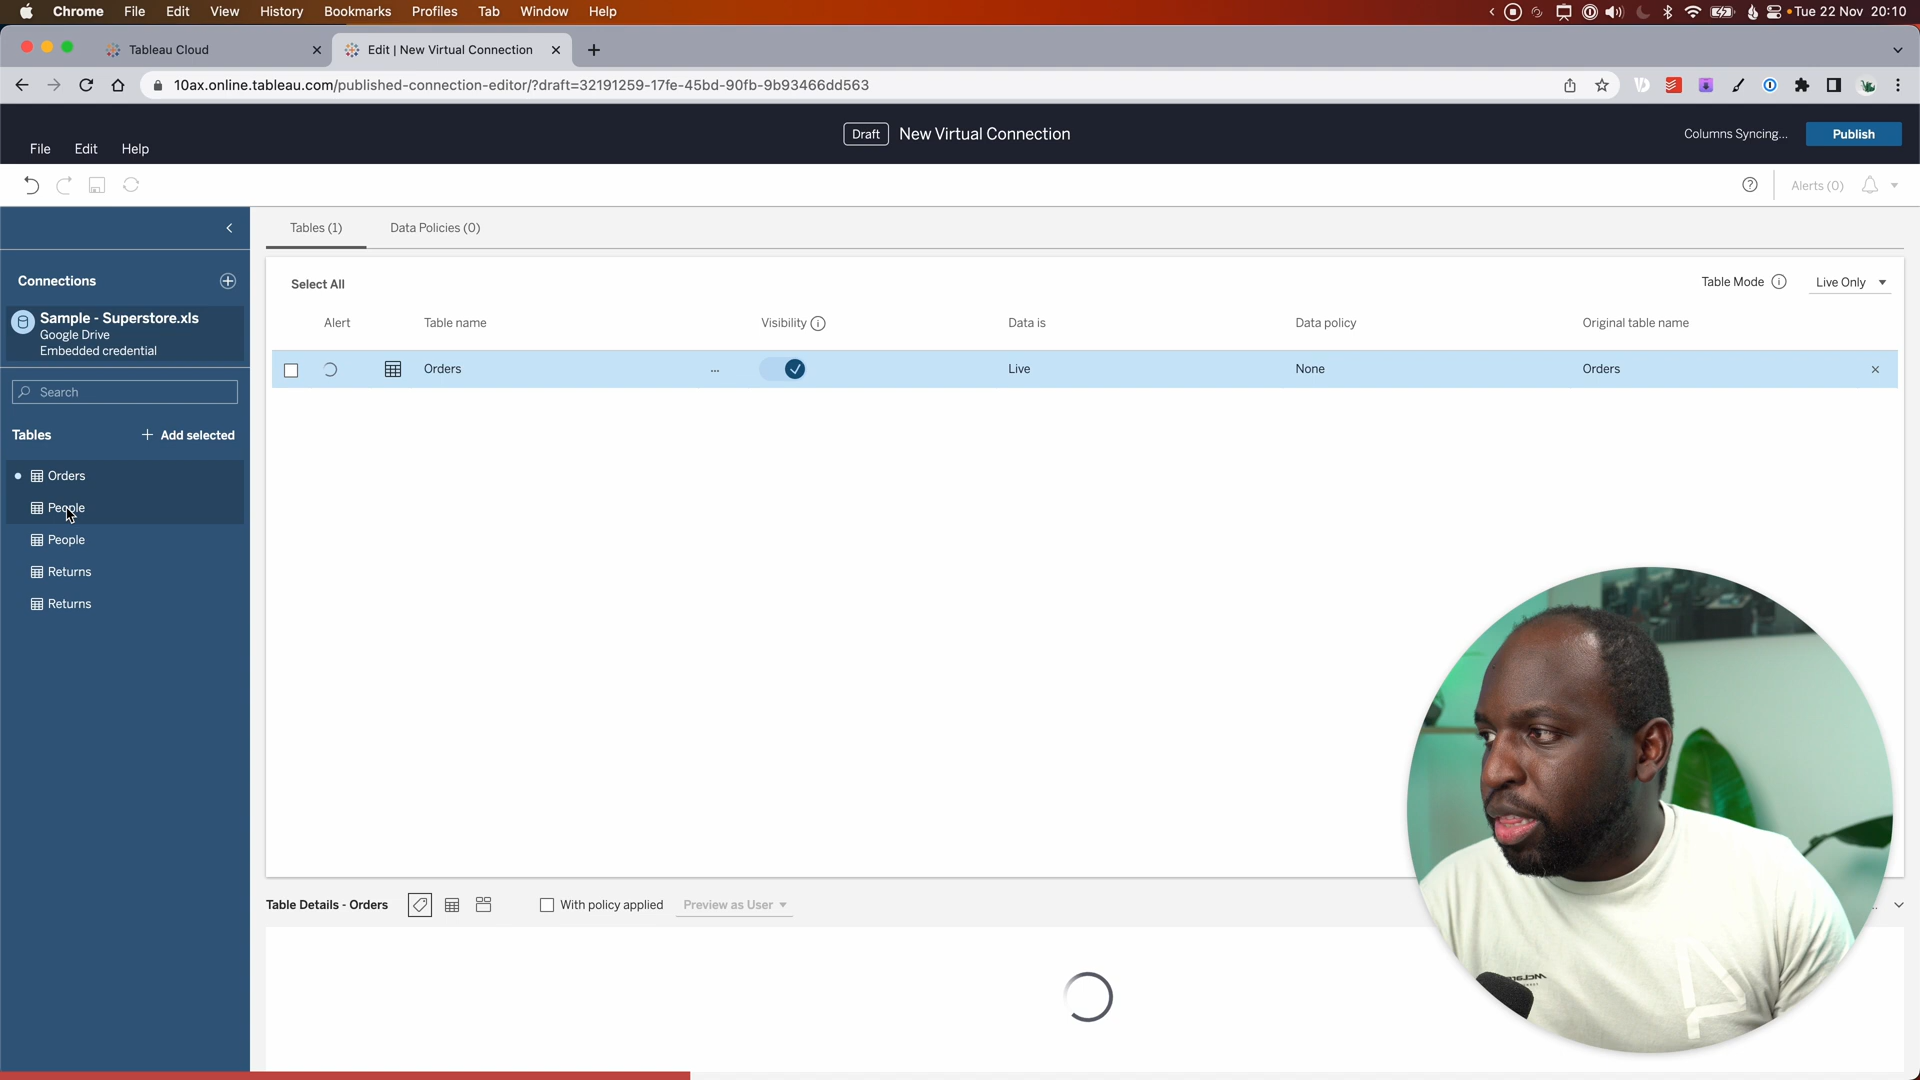 Chrome File Edit View History Bookmarks Profiles Tab Window Help Tue 22 Nov 20:10
Tableau Cloud Edit | New Virtual Connection
10ax.online.tableau.com/published-connection-editor/?draft=32191259-17fe-45bd-90fb-9b93466dd563
File Edit Help Draft New Virtual Connection Columns Syncing... Publish
Alerts (0)
Tables (1) Data Policies (0)
Connections
Sample - Superstore.xls
Google Drive
Embedded credential
Search
Tables + Add selected
Orders
People
People
Returns
Returns
Select All Table Mode Live Only
Alert Table name Visibility Data is Data policy Original table name
Orders ... Live None Orders
Table Details - Orders With policy applied Preview as User